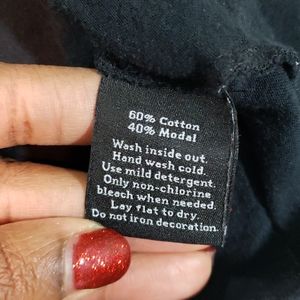 60% Cotton
40% Modal
Wash inside out.
Hand wash cold.
Use mild detergent.
Only non-chlorine
bleach when needed.
Lay flat to dry.
Do not iron decoration.